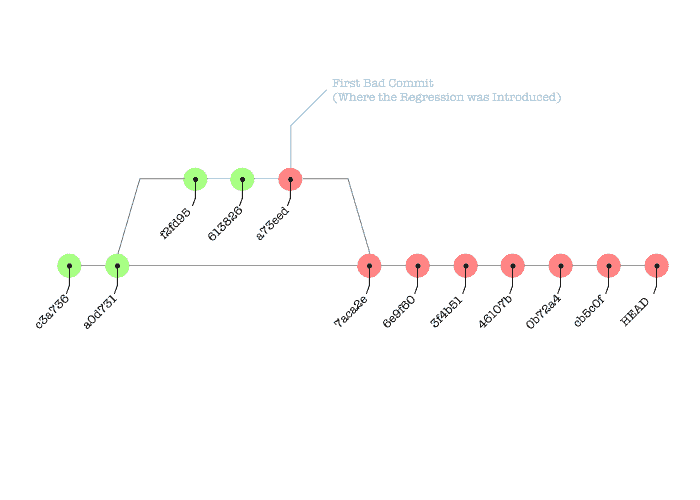 First Bad Commit
(Where the Regression was Introduced)
f2fd95
613826
a73eed
c3a736
a0d731
7aca2e
6e9f60
3f4b51
46107b
0b72a4
cb5c0f
HEAD